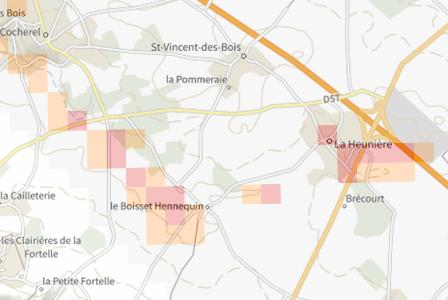 s Bois
Cocherel
St-Vincent-des-Bois
la Pommeraie
D57
La Heunière
la Cailleterie
le Boisset Hennequin
Brécourt
les Clairières de la
Fortelle
la Petite Fortelle